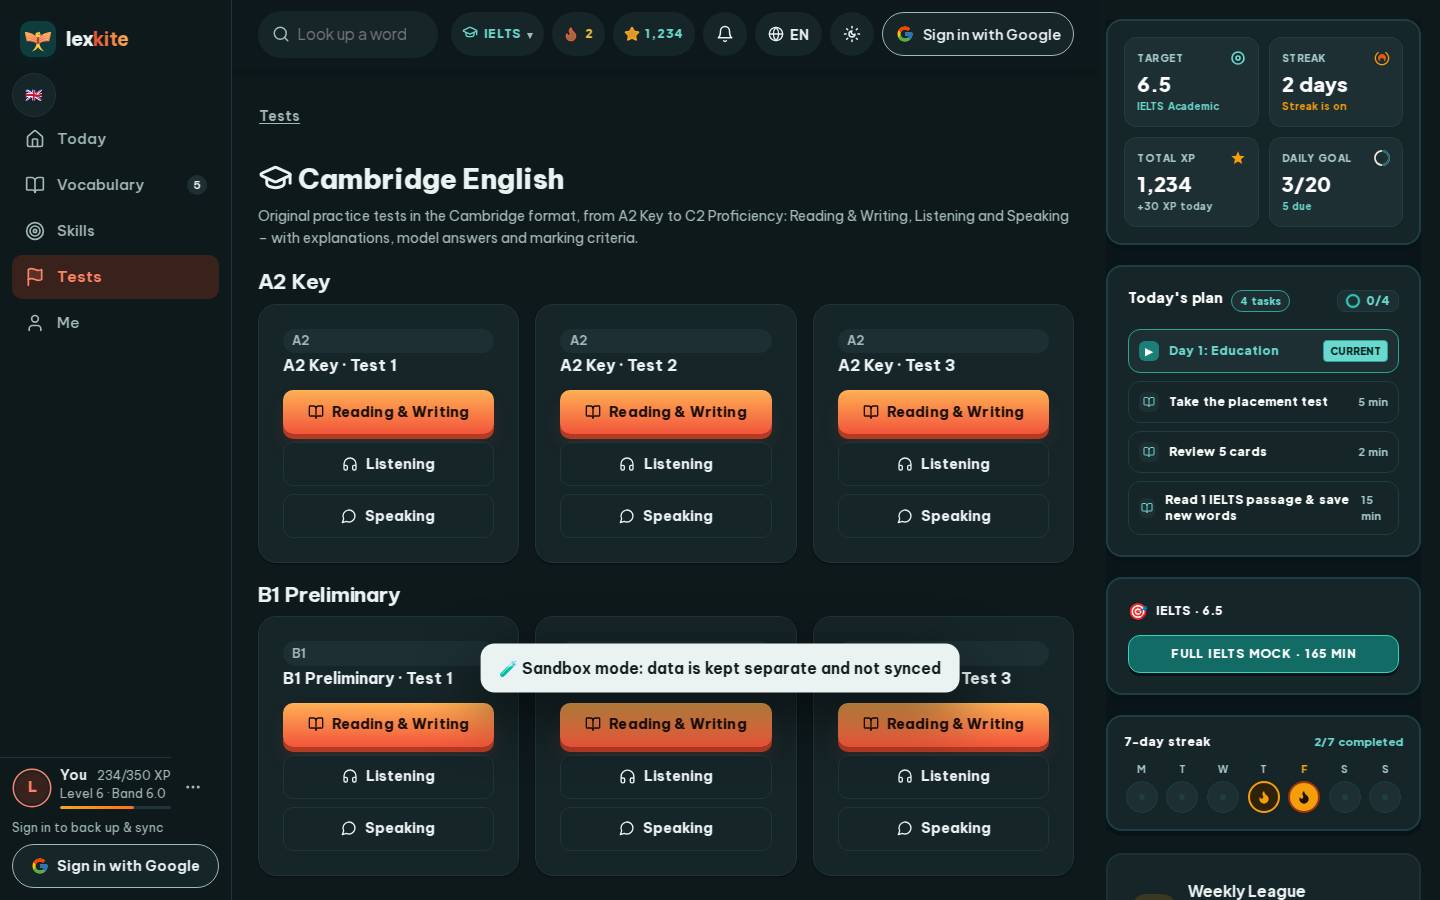 lexkite
Today
Vocabulary 5
Skills
Tests
Me
L
You 234/350 XP
Level 6 · Band 6.0
Sign in to back up & sync
Sign in with Google
Look up a word
IELTS ▾
2
1,234
EN
Sign in with Google
Tests
Cambridge English
Original practice tests in the Cambridge format, from A2 Key to C2 Proficiency: Reading & Writing, Listening and Speaking
– with explanations, model answers and marking criteria.
A2 Key
A2
A2 Key · Test 1
Reading & Writing
Listening
Speaking
A2
A2 Key · Test 2
Reading & Writing
Listening
Speaking
A2
A2 Key · Test 3
Reading & Writing
Listening
Speaking
B1 Preliminary
B1
B1 Preliminary · Test 1
Reading & Writing
Listening
Speaking
Reading & Writing
Listening
Speaking
Test 3
Reading & Writing
Listening
Speaking
Sandbox mode: data is kept separate and not synced
TARGET
6.5
IELTS Academic
STREAK
2 days
Streak is on
TOTAL XP
1,234
+30 XP today
DAILY GOAL
3/20
5 due
Today's plan 4 tasks 0/4
Day 1: Education CURRENT
Take the placement test 5 min
Review 5 cards 2 min
Read 1 IELTS passage & save 15
new words min
IELTS · 6.5
FULL IELTS MOCK · 165 MIN
7-day streak 2/7 completed
M T W T F S S
Weekly League